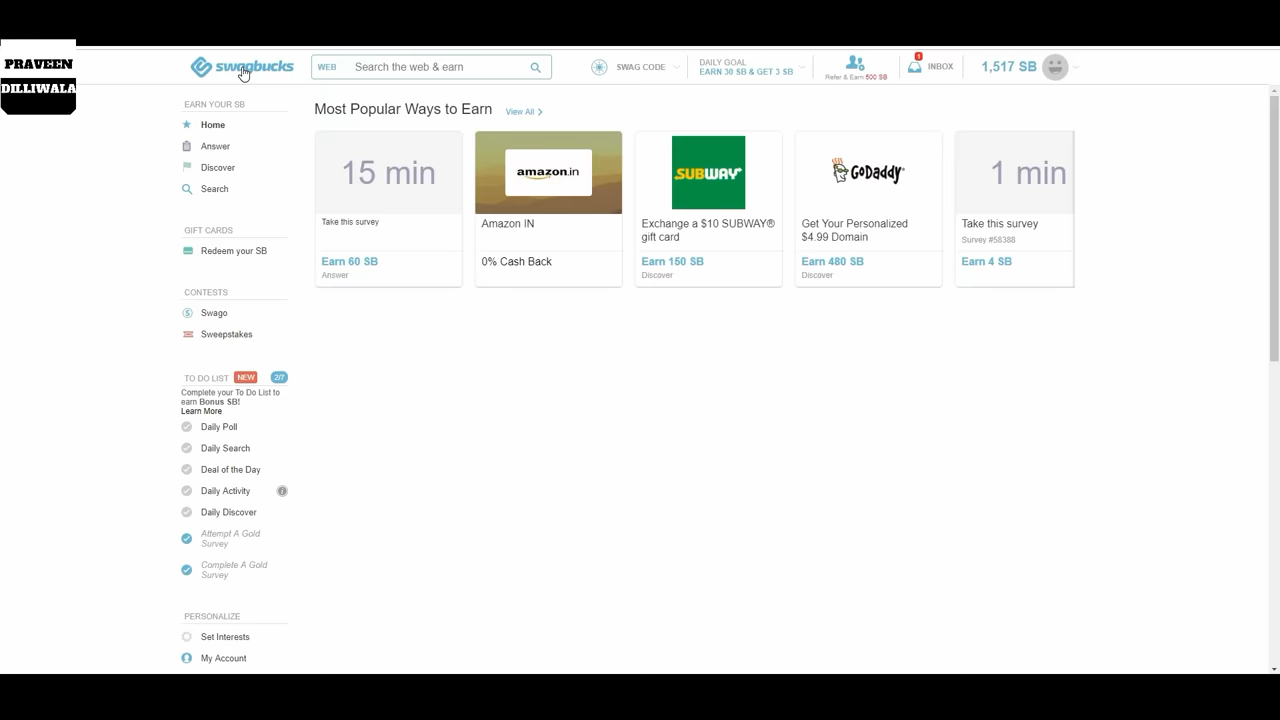 PRAVEEN
DILLIWALA
swagbucks
WEB
Search the web & earn
SWAG CODE
DAILY GOAL
EARN 30 SB & GET 3 SB
Refer & Earn 500 SB
1
INBOX
1,517 SB
EARN YOUR SB
Home
Answer
Discover
Search
GIFT CARDS
Redeem your SB
CONTESTS
Swago
Sweepstakes
TO DO LIST NEW 2/7
Complete your To Do List to
earn Bonus SB!
Learn More
Daily Poll
Daily Search
Deal of the Day
Daily Activity
Daily Discover
Attempt A Gold
Survey
Complete A Gold
Survey
PERSONALIZE
Set Interests
My Account
Most Popular Ways to Earn View All
15 min
Take this survey
Earn 60 SB
Answer
amazon.in
Amazon IN
0% Cash Back
SUBWAY
Exchange a $10 SUBWAY®
gift card
Earn 150 SB
Discover
GoDaddy
Get Your Personalized
$4.99 Domain
Earn 480 SB
Discover
1 min
Take this survey
Survey #58388
Earn 4 SB